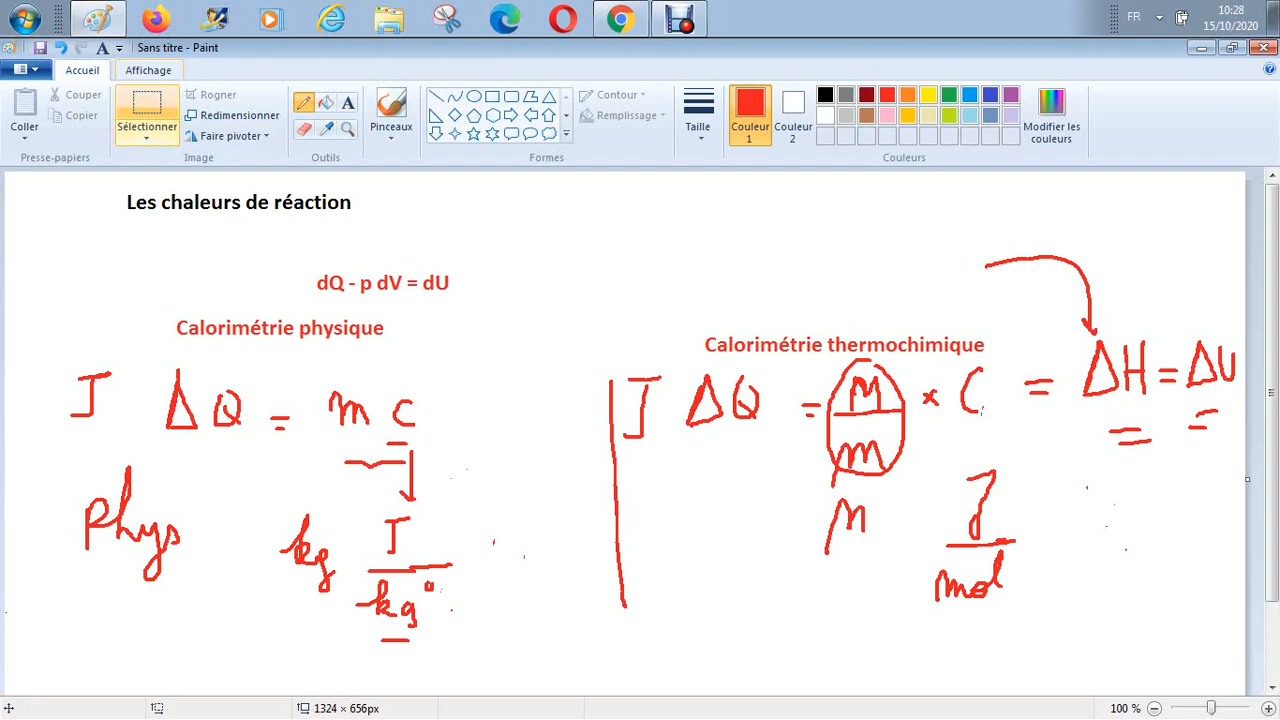 FR
10:28
15/10/2020
Sans titre - Paint
Accueil
Affichage
Coller
Couper
Copier
Presse-papiers
Sélectionner
Rogner
Redimensionner
Faire pivoter
Image
Outils
Pinceaux
Contour
Remplissage
Formes
Taille
Couleur 1
Couleur 2
Modifier les couleurs
Couleurs
Les chaleurs de réaction
dQ - p dV = dU
Calorimétrie physique
Calorimétrie thermochimique
J ΔQ = m c
J ΔQ = m/m × C = ΔH = ΔU
Phys
kg J/kg°
J/mol
1324 × 656px
100 %